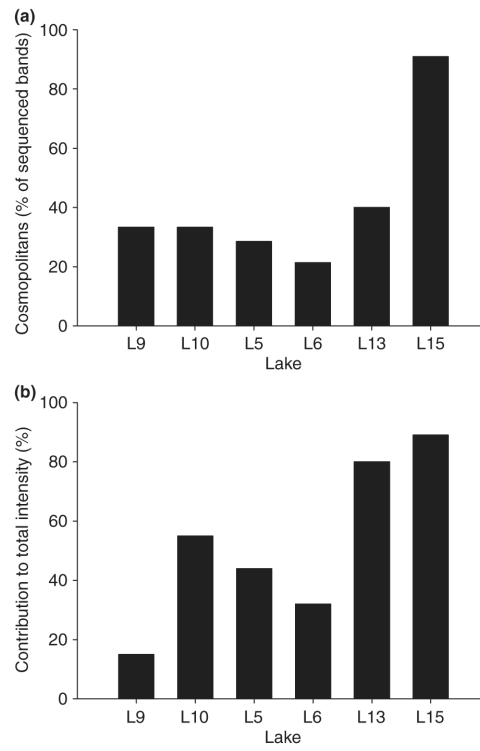 (a)
100
80
60
40
20
0
Cosmopolitans (% of sequenced bands)
L9 L10 L5 L6 L13 L15
Lake
(b)
100
80
60
40
20
0
Contribution to total intensity (%)
L9 L10 L5 L6 L13 L15
Lake